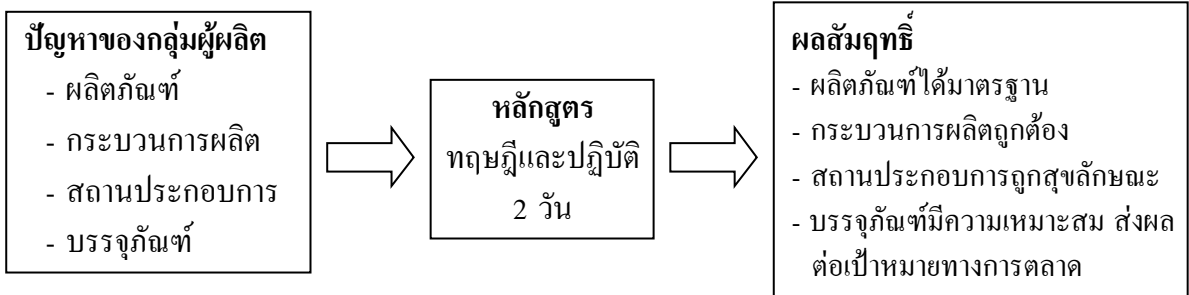 ปัญหาของกลุ่มผู้ผลิต
- ผลิตภัณฑ์
- กระบวนการผลิต
- สถานประกอบการ
- บรรจุภัณฑ์
หลักสูตร
ทฤษฎีและปฏิบัติ
2 วัน
ผลสัมฤทธิ์
- ผลิตภัณฑ์ได้มาตรฐาน
- กระบวนการผลิตถูกต้อง
- สถานประกอบการถูกสุขลักษณะ
- บรรจุภัณฑ์มีความเหมาะสม ส่งผล
ต่อเป้าหมายทางการตลาด